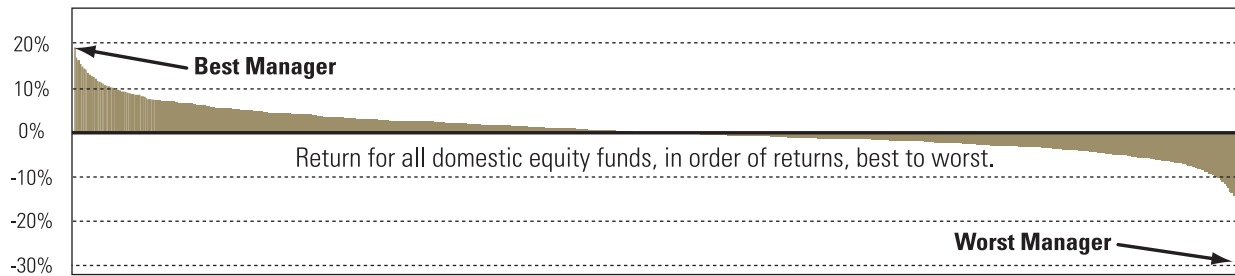 20%
Best Manager
10%
0%
Return for all domestic equity funds, in order of returns, best to worst.
-10%
-20%
Worst Manager
-30%